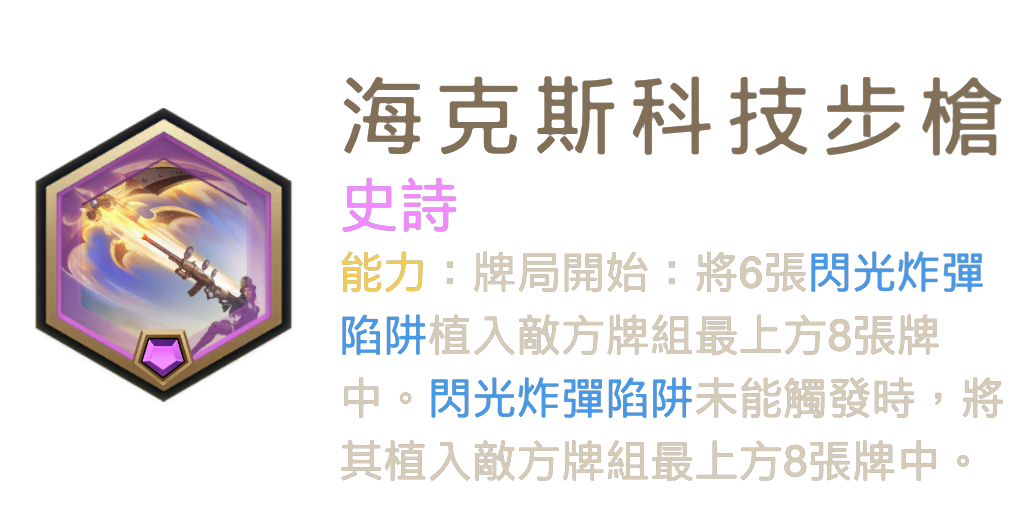 海克斯科技步槍
史詩
能力：牌局開始：將6張閃光炸彈
陷阱植入敵方牌組最上方8張牌
中。閃光炸彈陷阱未能觸發時，將
其植入敵方牌組最上方8張牌中。